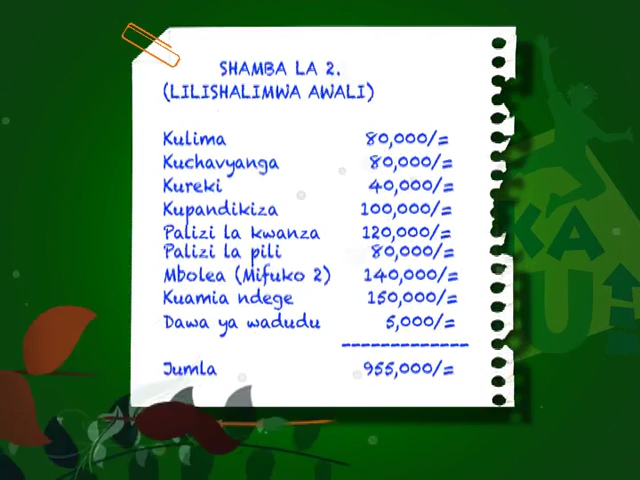 SHAMBA LA 2.
(LILISHALIMWA AWALI)
Kulima 80,000/=
Kuchavyanga 80,000/=
Kureki 40,000/=
Kupandikiza 100,000/=
Palizi la kwanza 120,000/=
Palizi la pili 80,000/=
Mbolea (Mifuko 2) 140,000/=
Kuamia ndege 150,000/=
Dawa ya wadudu 5,000/=
-------------
Jumla 955,000/=